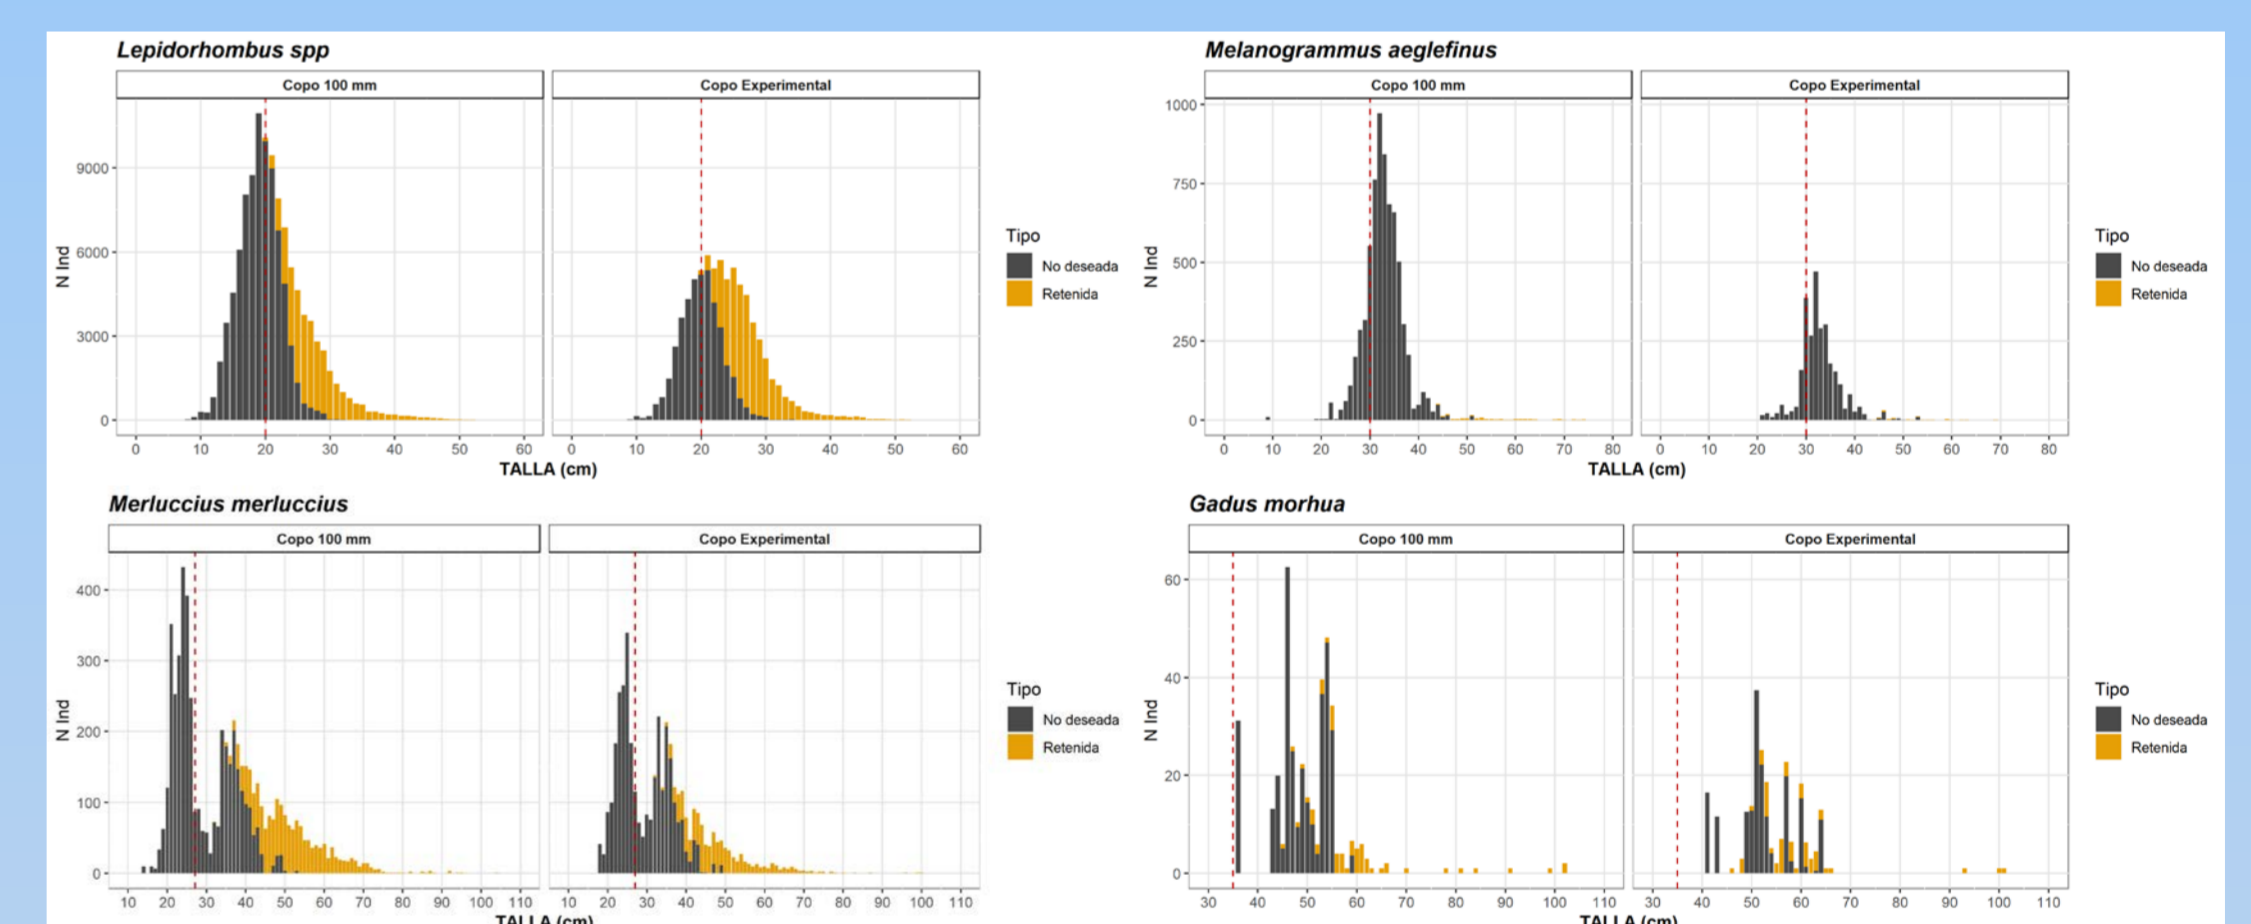 Lepidorhombus spp
Copo 100 mm
Copo Experimental
N Ind
9000
6000
3000
0
0 10 20 30 40 50 60
0 10 20 30 40 50 60
TALLA (cm)
Tipo
No deseada
Retenida
Melanogrammus aeglefinus
Copo 100 mm
Copo Experimental
N Ind
1000
750
500
250
0
0 10 20 30 40 50 60 70 80
0 10 20 30 40 50 60 70 80
TALLA (cm)
Tipo
No deseada
Retenida
Merluccius merluccius
Copo 100 mm
Copo Experimental
N Ind
400
300
200
100
0
10 20 30 40 50 60 70 80 90 100 110
10 20 30 40 50 60 70 80 90 100 110
TALLA (cm)
Tipo
No deseada
Retenida
Gadus morhua
Copo 100 mm
Copo Experimental
N Ind
60
40
20
0
30 40 50 60 70 80 90 100 110
30 40 50 60 70 80 90 100 110
TALLA (cm)
Tipo
No deseada
Retenida